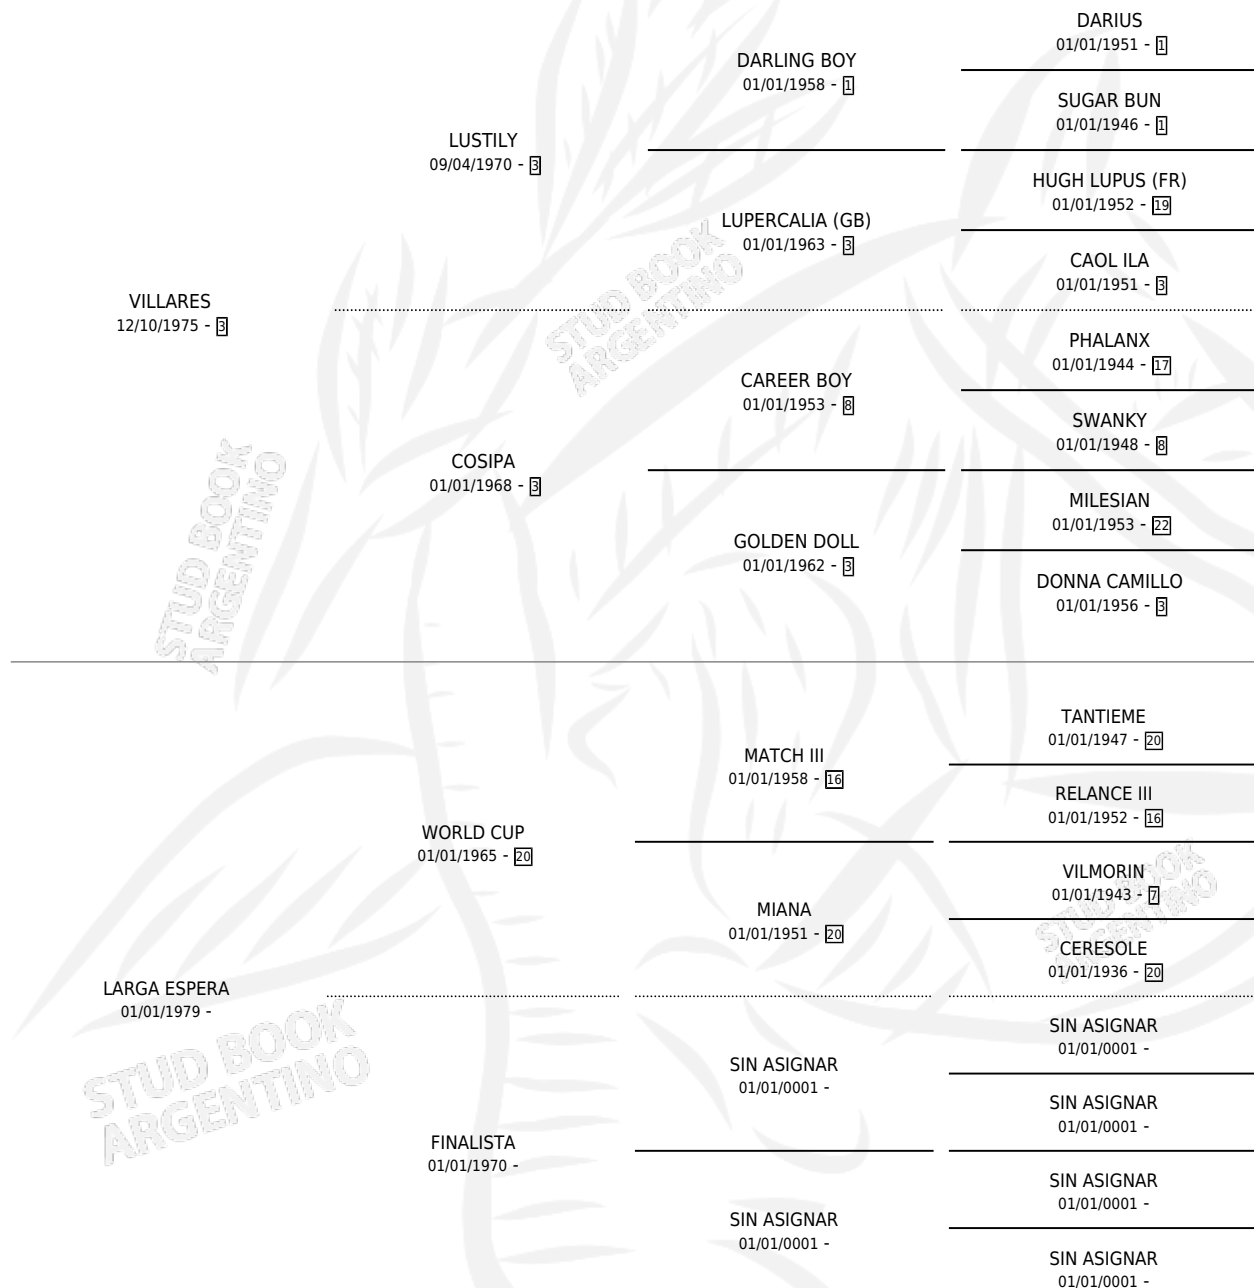 VILLARES
12/10/1975 - 3
LUSTILY
09/04/1970 - 3
DARLING BOY
01/01/1958 - 1
DARIUS
01/01/1951 - 1
SUGAR BUN
01/01/1946 - 1
LUPERCALIA (GB)
01/01/1963 - 3
HUGH LUPUS (FR)
01/01/1952 - 19
CAOL ILA
01/01/1951 - 3
COSIPA
01/01/1968 - 3
CAREER BOY
01/01/1953 - 8
PHALANX
01/01/1944 - 17
SWANKY
01/01/1948 - 8
GOLDEN DOLL
01/01/1962 - 3
MILESIAN
01/01/1953 - 22
DONNA CAMILLO
01/01/1956 - 3
LARGA ESPERA
01/01/1979 -
WORLD CUP
01/01/1965 - 20
MATCH III
01/01/1958 - 16
TANTIEME
01/01/1947 - 20
RELANCE III
01/01/1952 - 16
MIANA
01/01/1951 - 20
VILMORIN
01/01/1943 - 7
CERESOLE
01/01/1936 - 20
FINALISTA
01/01/1970 -
SIN ASIGNAR
01/01/0001 -
SIN ASIGNAR
01/01/0001 -
SIN ASIGNAR
01/01/0001 -
SIN ASIGNAR
01/01/0001 -
SIN ASIGNAR
01/01/0001 -
SIN ASIGNAR
01/01/0001 -
STUD BOOK
ARGENTINO
STUD BOOK
ARGENTINO
STUD BOOK
ARGENTINO
STUD BOOK
ARGENTINO